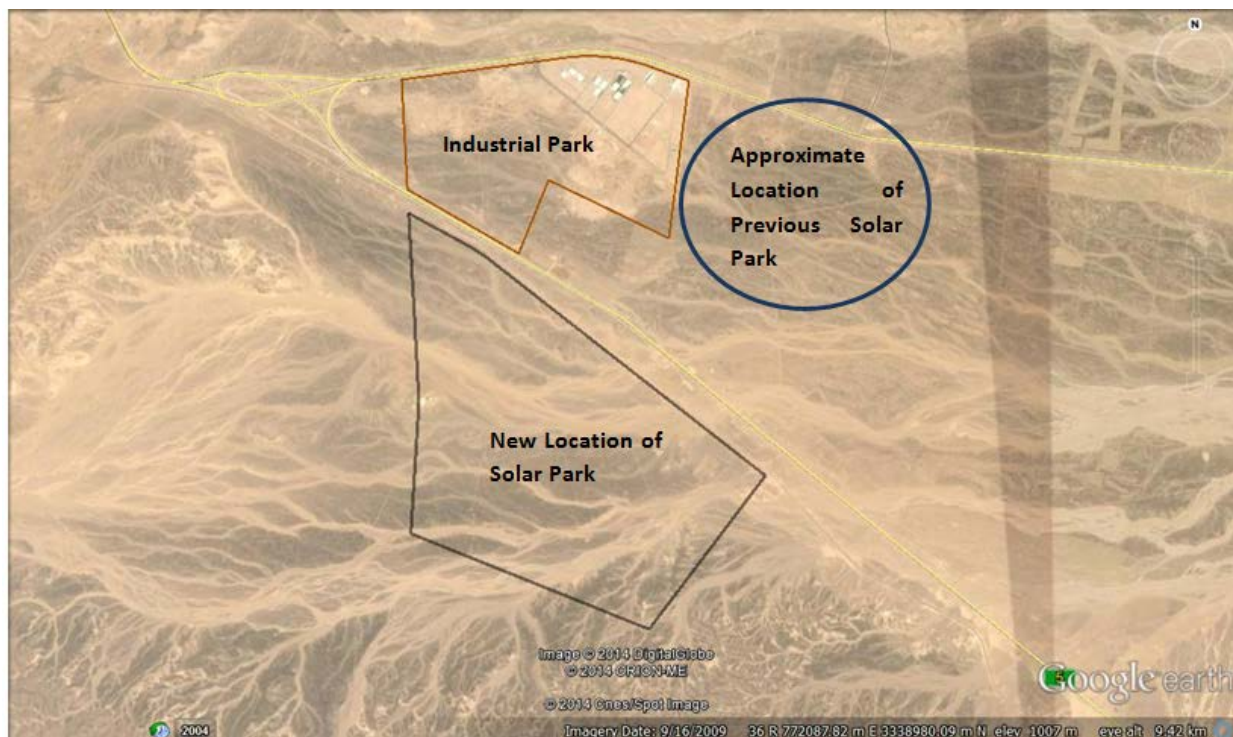 N
Industrial Park
Approximate
Location of
Previous Solar
Park
New Location of
Solar Park
Image © 2014 DigitalGlobe
© 2014 ORION-ME
© 2014 Cnes/Spot Image
5
Google earth
2004
Imagery Date: 9/16/2009 36 R 772087.82 m E 3338980.09 m N elev 1007 m eye alt 9.42 km